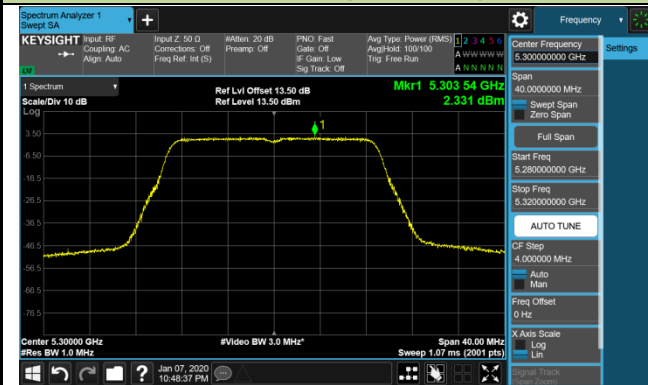 Spectrum Analyzer 1
Swept SA
+
Frequency
KEYSIGHT
Input: RF
Coupling: AC
Align: Auto
Input Z: 50 Ω
Corrections: Off
Freq Ref: Int (S)
#Atten: 20 dB
Preamp: Off
PNO: Fast
Gate: Off
IF Gain: Low
Sig Track: Off
Avg Type: Power (RMS)
Avg|Hold: 100/100
Trig: Free Run
1 2 3 4 5 6
A W W W W W
A N N N N N
LV
1 Spectrum
Scale/Div 10 dB
Ref Lvl Offset 13.50 dB
Ref Level 13.50 dBm
Mkr1 5.303 54 GHz
2.331 dBm
Log
1
3.50
-6.50
-16.5
-26.5
-36.5
-46.5
-56.5
-66.5
-76.5
Center 5.30000 GHz
#Res BW 1.0 MHz
#Video BW 3.0 MHz*
Span 40.00 MHz
Sweep 1.07 ms (2001 pts)
Center Frequency
5.300000000 GHz
Settings
Span
40.0000000 MHz
Swept Span
Zero Span
Full Span
Start Freq
5.280000000 GHz
Stop Freq
5.320000000 GHz
AUTO TUNE
CF Step
4.000000 MHz
Auto
Man
Freq Offset
0 Hz
X Axis Scale
Log
Lin
Signal Track
(Span Zoom)
?
Jan 07, 2020
10:48:37 PM